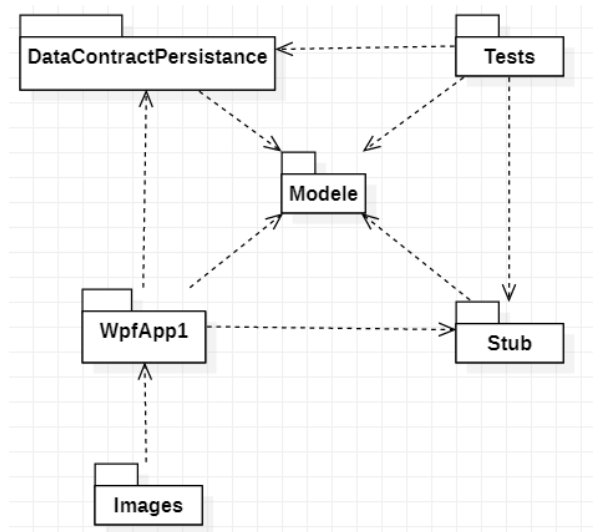 DataContractPersistance
Tests
Modele
WpfApp1
Stub
Images